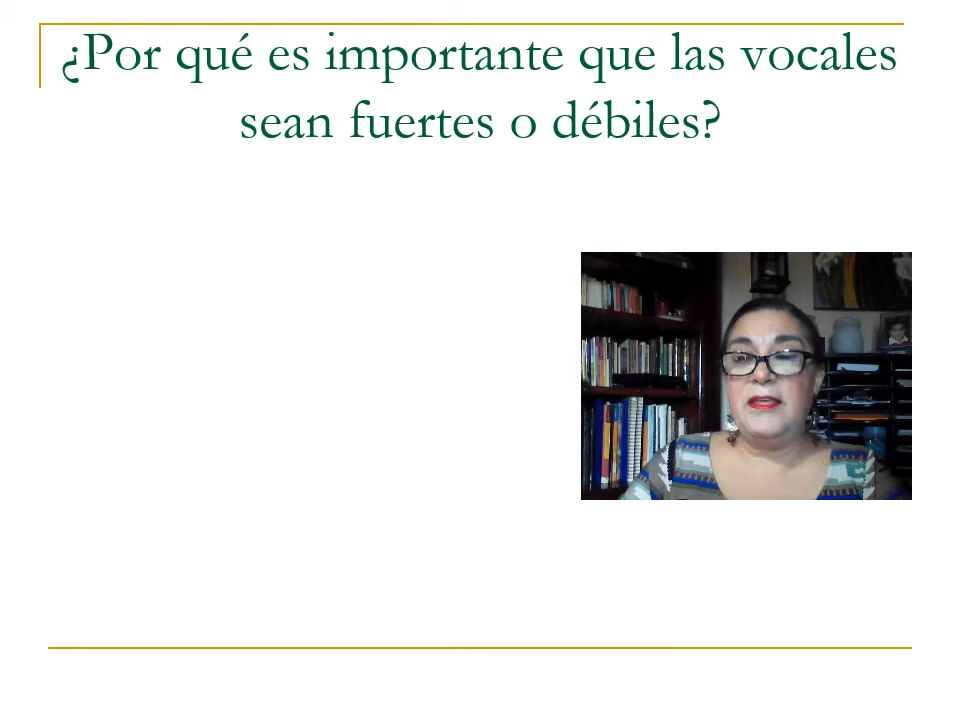 ¿Por qué es importante que las vocales
sean fuertes o débiles?